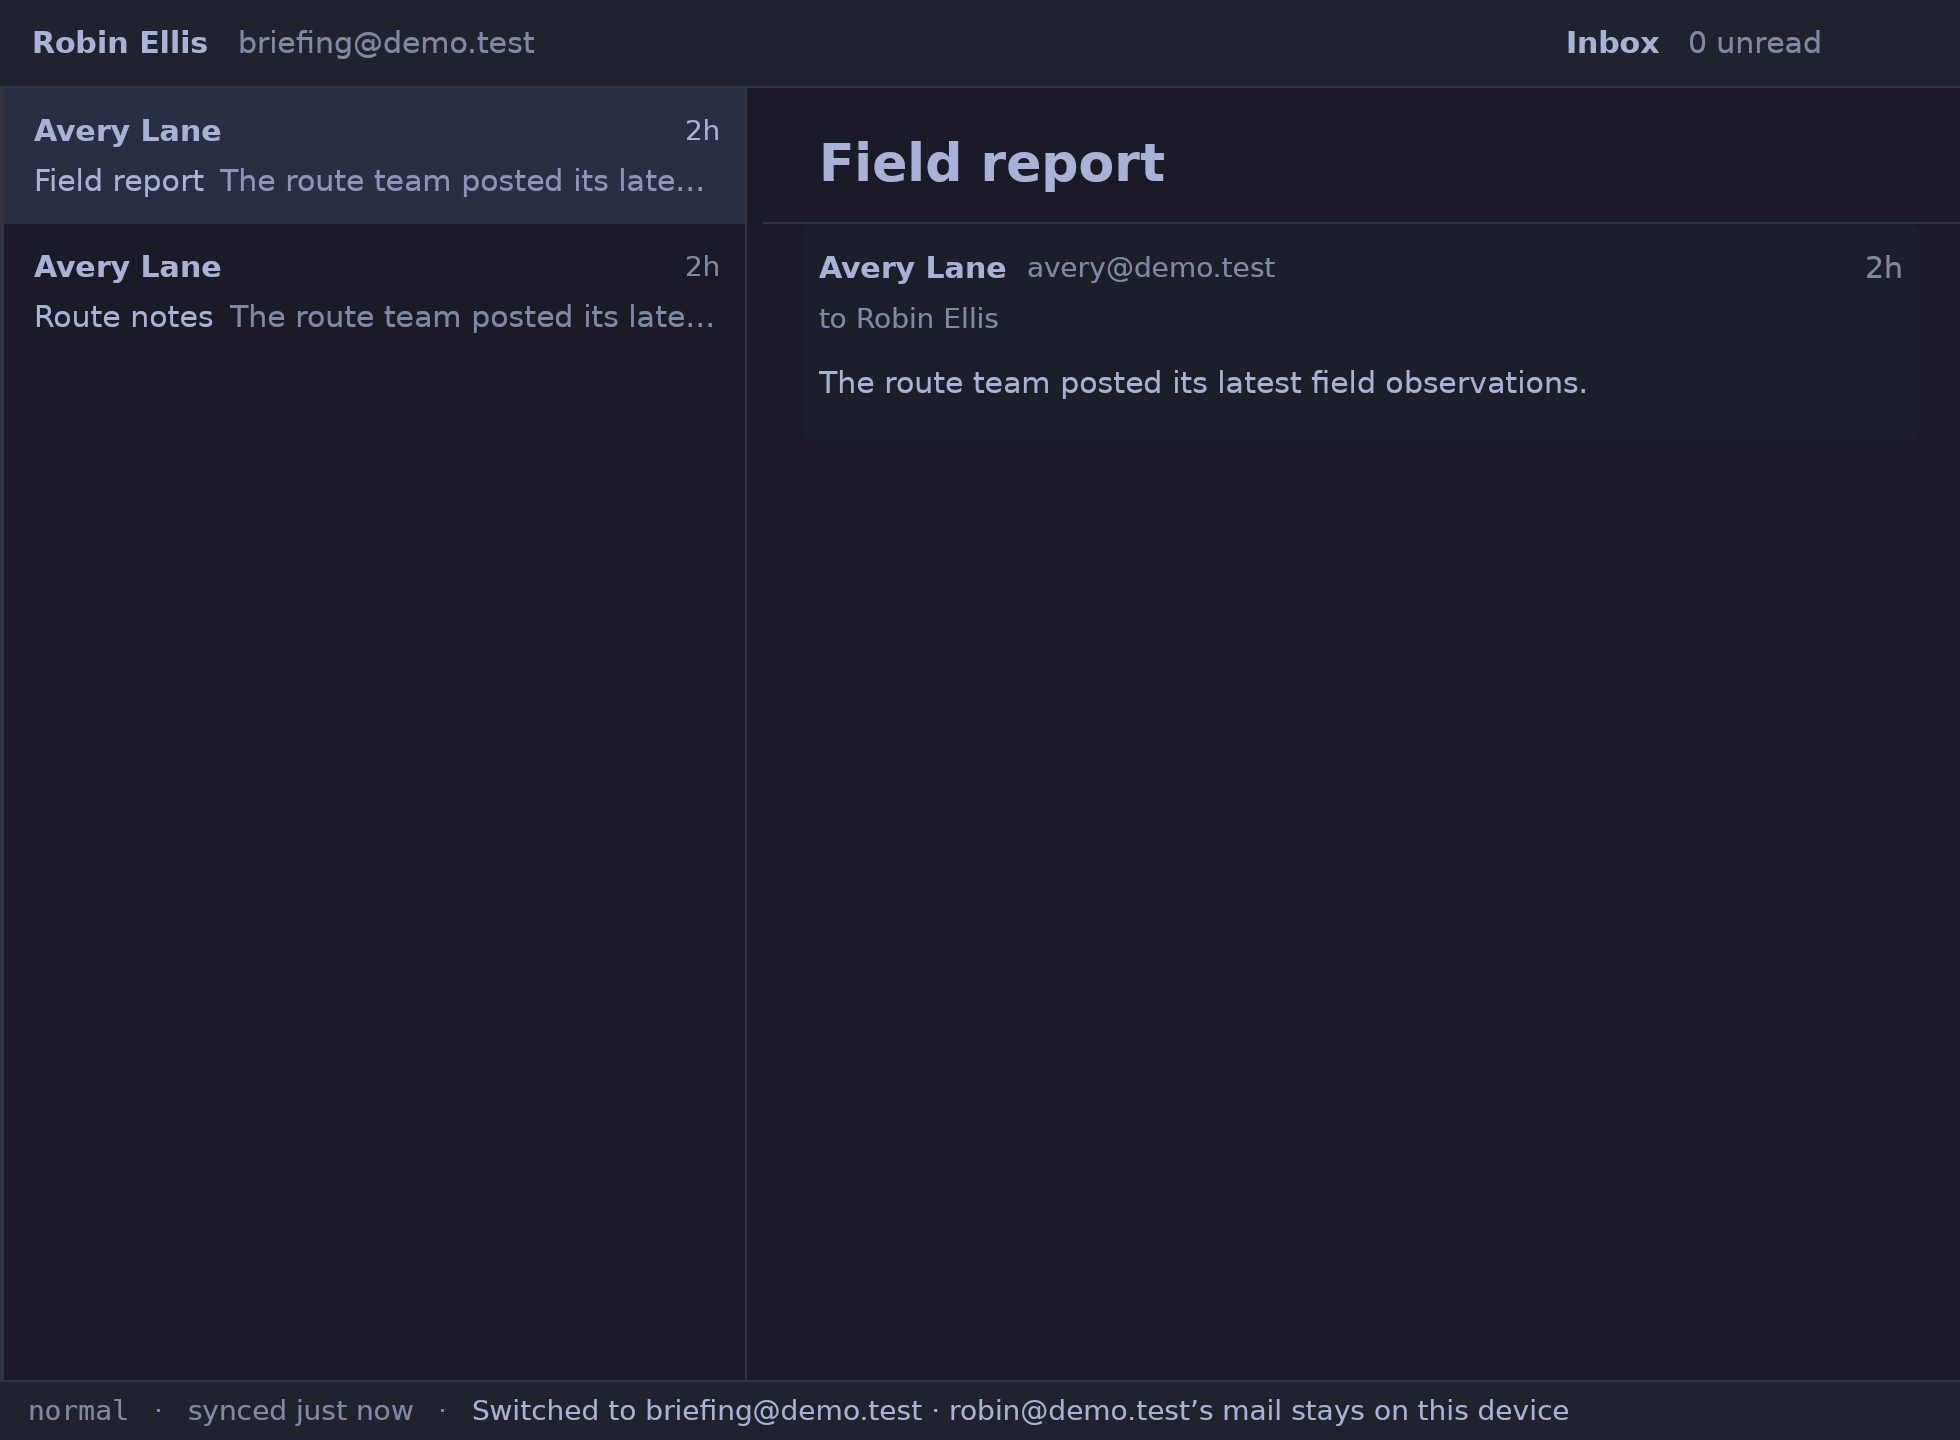 Robin Ellis briefing@demo.test Inbox 0 unread
Avery Lane 2h
Field report The route team posted its late…
Avery Lane 2h
Route notes The route team posted its late…
Field report
Avery Lane avery@demo.test 2h
to Robin Ellis
The route team posted its latest field observations.
normal · synced just now · Switched to briefing@demo.test · robin@demo.test’s mail stays on this device